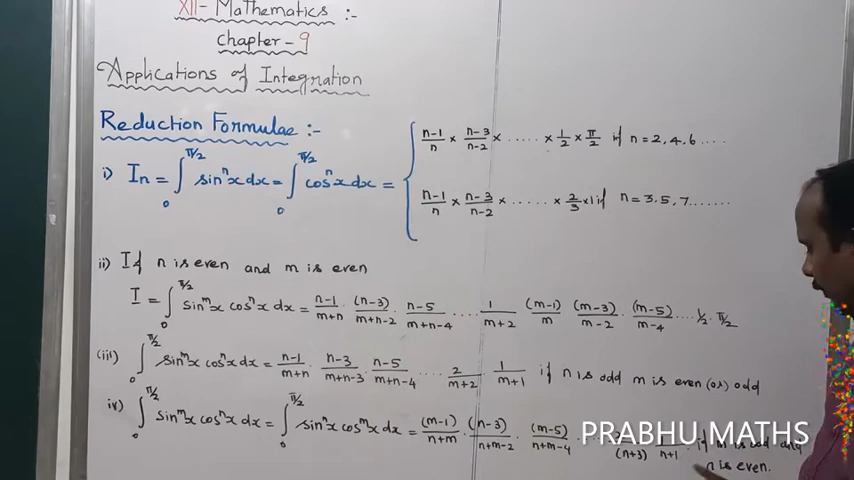 XII - Mathematics :-
Chapter - 9
Applications of Integration
Reduction Formulae :-
i) Iₙ = ∫₀^{π/2} sinⁿx dx = ∫₀^{π/2} cosⁿx dx = { (n-1)/n × (n-3)/(n-2) × ..... × 1/2 × π/2 if n = 2, 4, 6 ....
(n-1)/n × (n-3)/(n-2) × ..... × 2/3 × 1 if n = 3, 5, 7 .......
ii) If n is even and m is even
I = ∫₀^{π/2} sinᵐx cosⁿx dx = (n-1)/(m+n) · (n-3)/(m+n-2) · (n-5)/(m+n-4) ..... 1/(m+2) · (m-1)/m · (m-3)/(m-2) · (m-5)/(m-4) .... 1/2 · π/2
(iii) ∫₀^{π/2} sinᵐx cosⁿx dx = (n-1)/(m+n) · (n-3)/(m+n-3) · (n-5)/(m+n-4) .... 2/(m+2) · 1/(m+1) if n is odd m is even (or) odd
iv) ∫₀^{π/2} sinᵐx cosⁿx dx = ∫₀^{π/2} sinⁿx cosᵐx dx = (m-1)/(n+m) · (n-3)/(n+m-2) · (m-5)/(n+m-4) ... /(n+3) /n+1 if m is odd and
n is even.
PRABHU MATHS